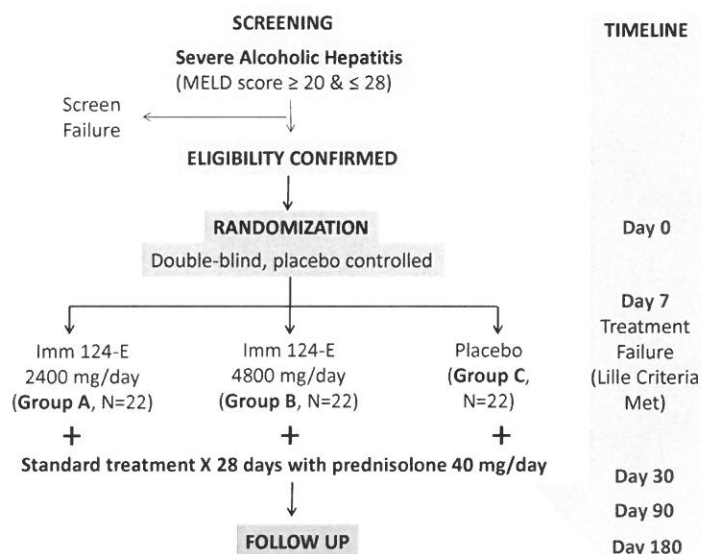 SCREENING
Severe Alcoholic Hepatitis
(MELD score ≥ 20 & ≤ 28)
Screen
Failure
ELIGIBILITY CONFIRMED
RANDOMIZATION
Double-blind, placebo controlled
Imm 124-E
2400 mg/day
(Group A, N=22)
+
Imm 124-E
4800 mg/day
(Group B, N=22)
+
Placebo
(Group C,
N=22)
+
Standard treatment X 28 days with prednisolone 40 mg/day
FOLLOW UP
TIMELINE
Day 0
Day 7
Treatment
Failure
(Lille Criteria
Met)
Day 30
Day 90
Day 180